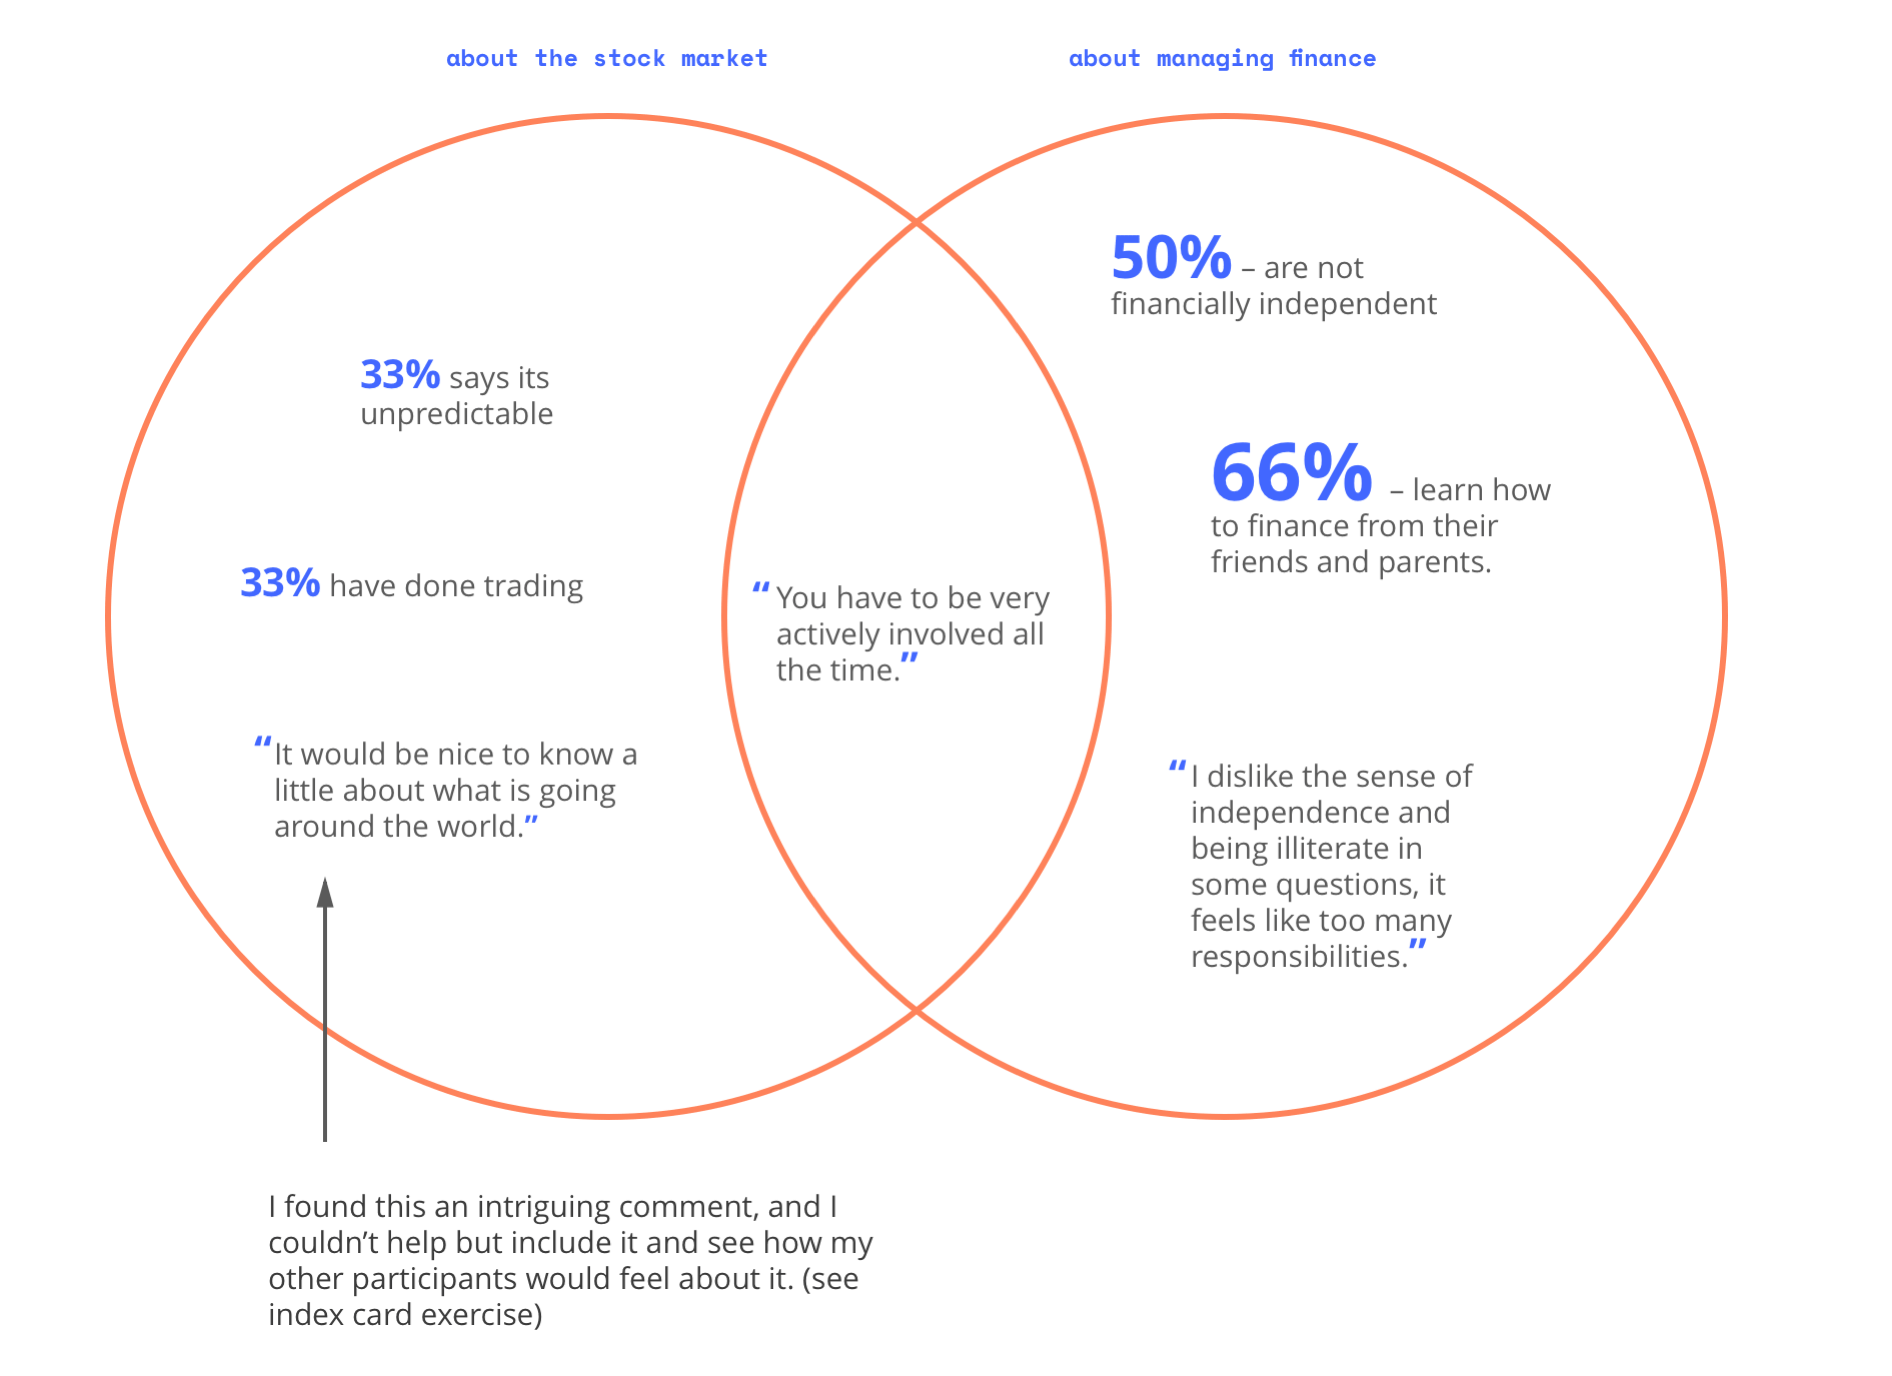 about the stock market
about managing finance
33% says its
unpredictable
33% have done trading
“It would be nice to know a
little about what is going
around the world.”
“You have to be very
actively involved all
the time.”
50% – are not
financially independent
66% – learn how
to finance from their
friends and parents.
“I dislike the sense of
independence and
being illiterate in
some questions, it
feels like too many
responsibilities.”
I found this an intriguing comment, and I
couldn’t help but include it and see how my
other participants would feel about it. (see
index card exercise)